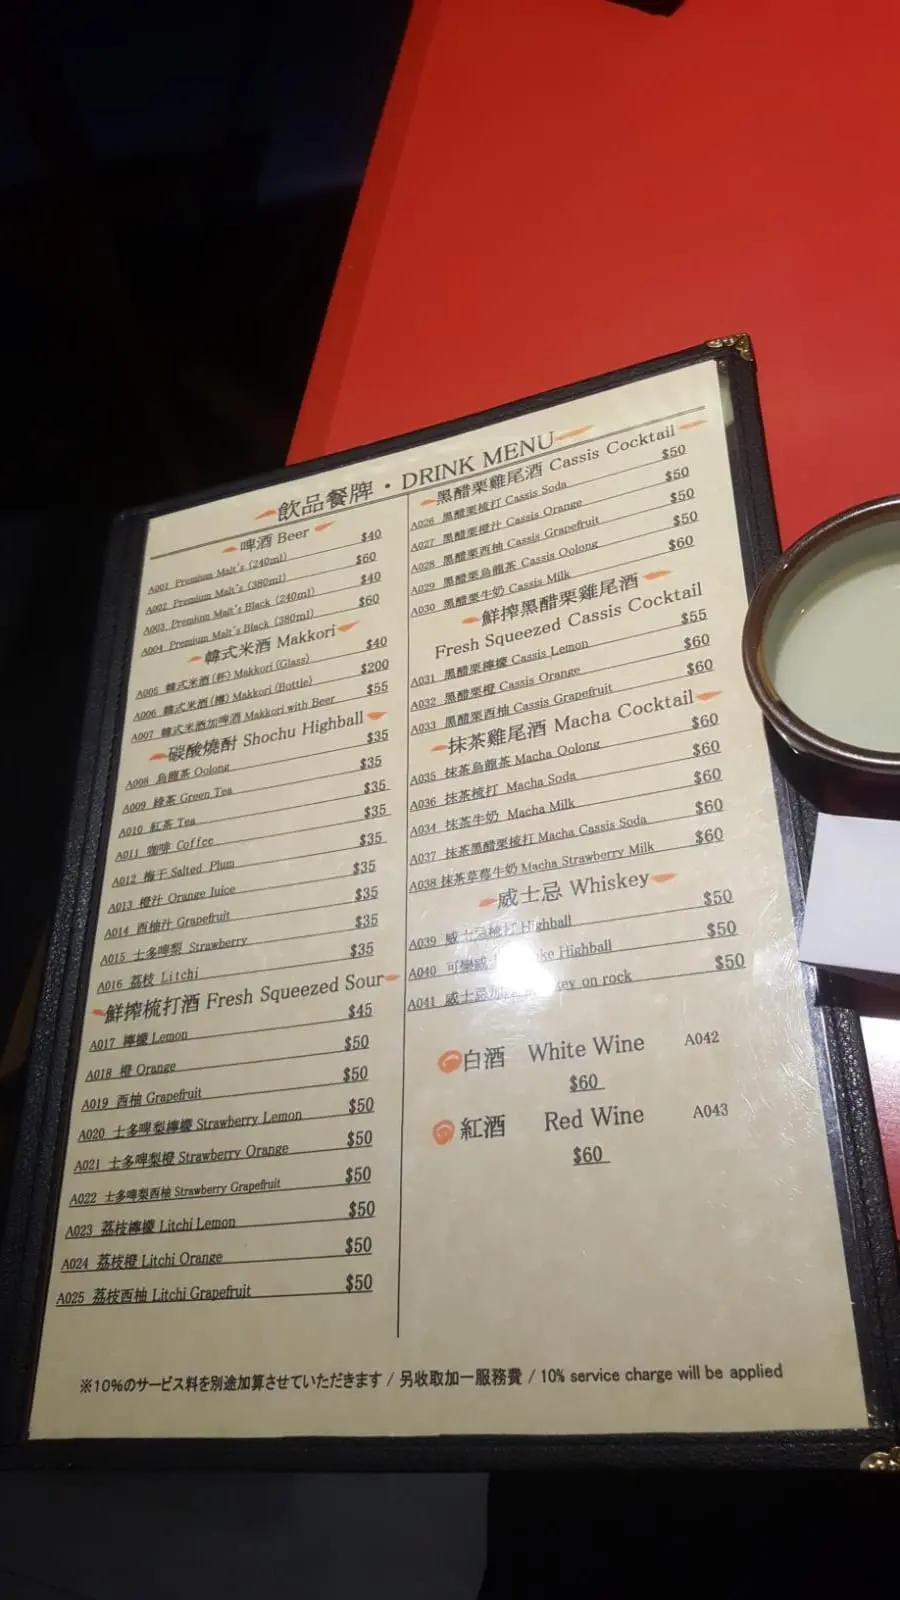 飲品餐牌・DRINK MENU
啤酒 Beer
A001 Premium Malt's (240ml) $40
A002 Premium Malt's (380ml) $60
A003 Premium Malt's Black (240ml) $40
A004 Premium Malt's Black (380ml) $60
韓式米酒 Makkori
A005 韓式米酒(杯) Makkori (Glass) $40
A006 韓式米酒(樽) Makkori (Bottle) $200
A007 韓式米酒加啤酒 Makkori with Beer $55
碳酸燒酎 Shochu Highball
A008 烏龍茶 Oolong $35
A009 綠茶 Green Tea $35
A010 紅茶 Tea $35
A011 咖啡 Coffee $35
A012 梅干 Salted Plum $35
A013 橙汁 Orange Juice $35
A014 西柚汁 Grapefruit $35
A015 士多啤梨 Strawberry $35
A016 荔枝 Litchi $35
鮮搾梳打酒 Fresh Squeezed Sour
A017 檸檬 Lemon $45
A018 橙 Orange $50
A019 西柚 Grapefruit $50
A020 士多啤梨檸檬 Strawberry Lemon $50
A021 士多啤梨橙 Strawberry Orange $50
A022 士多啤梨西柚 Strawberry Grapefruit $50
A023 荔枝檸檬 Litchi Lemon $50
A024 荔枝橙 Litchi Orange $50
A025 荔枝西柚 Litchi Grapefruit $50
黑醋栗雞尾酒 Cassis Cocktail
A026 黑醋栗梳打 Cassis Soda $50
A027 黑醋栗橙汁 Cassis Orange $50
A028 黑醋栗西柚 Cassis Grapefruit $50
A029 黑醋栗烏龍茶 Cassis Oolong $50
A030 黑醋栗牛奶 Cassis Milk $60
鮮搾黑醋栗雞尾酒
Fresh Squeezed Cassis Cocktail
A031 黑醋栗檸檬 Cassis Lemon $55
A032 黑醋栗橙 Cassis Orange $60
A033 黑醋栗西柚 Cassis Grapefruit $60
抹茶雞尾酒 Macha Cocktail
A035 抹茶烏龍茶 Macha Oolong $60
A036 抹茶梳打 Macha Soda $60
A034 抹茶牛奶 Macha Milk $60
A037 抹茶黑醋栗梳打 Macha Cassis Soda $60
A038 抹茶草莓牛奶 Macha Strawberry Milk $60
威士忌 Whiskey
A039 威士忌梳打 Highball $50
A040 可樂威 Highball $50
A041 威士忌加 on rock $50
白酒 White Wine A042
$60
紅酒 Red Wine A043
$60
※10%のサービス料を別途加算させていただきます / 另收取加一服務費 / 10% service charge will be applied